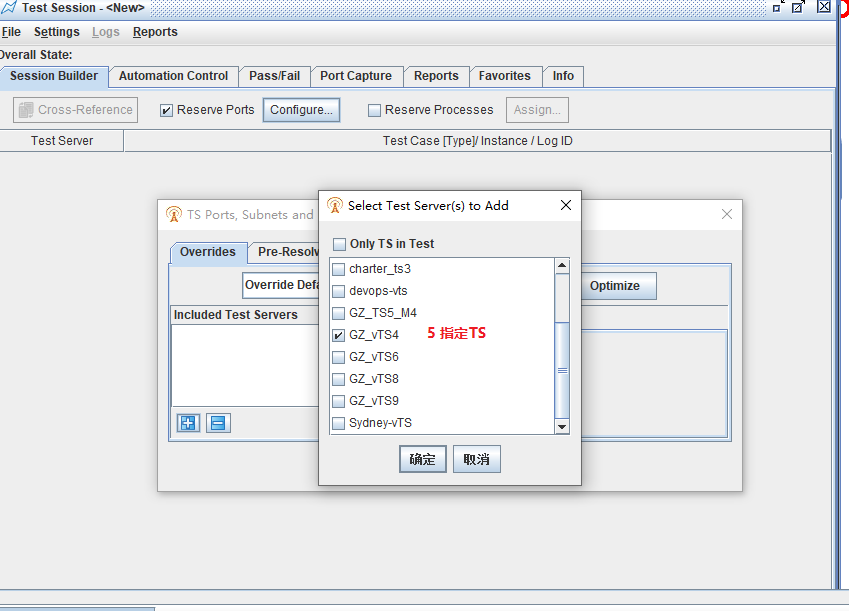 Test Session - <New>
File Settings Logs Reports
Overall State:
Session Builder Automation Control Pass/Fail Port Capture Reports Favorites Info
Cross-Reference Reserve Ports Configure... Reserve Processes Assign...
Test Server Test Case [Type]/ Instance / Log ID
TS Ports, Subnets and
Overrides Pre-Resolv
Override Defa Optimize
Included Test Servers
Select Test Server(s) to Add
Only TS in Test
charter_ts3
devops-vts
GZ_TS5_M4
GZ_vTS4 5 指定TS
GZ_vTS6
GZ_vTS8
GZ_vTS9
Sydney-vTS
确定 取消